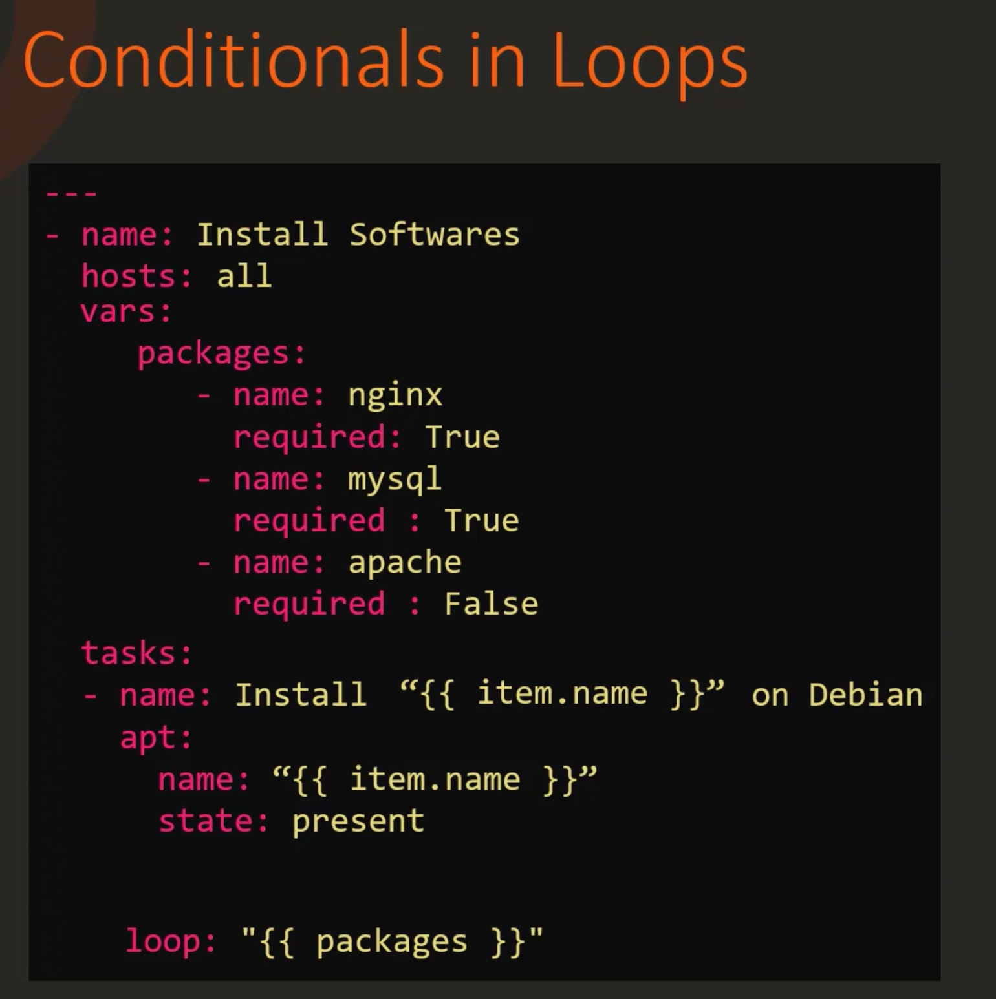 Conditionals in Loops
---
- name: Install Softwares
  hosts: all
  vars:
     packages:
        - name: nginx
          required: True
        - name: mysql
          required : True
        - name: apache
          required : False
  tasks:
  - name: Install “{{ item.name }}” on Debian
    apt:
      name: “{{ item.name }}”
      state: present
    loop: "{{ packages }}"